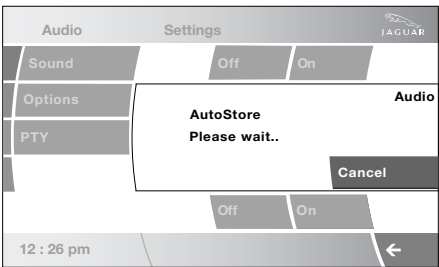 Audio Settings JAGUAR
Sound Off On
Options Audio
AutoStore
PTY Please wait..
Cancel
Off On
12 : 26 pm